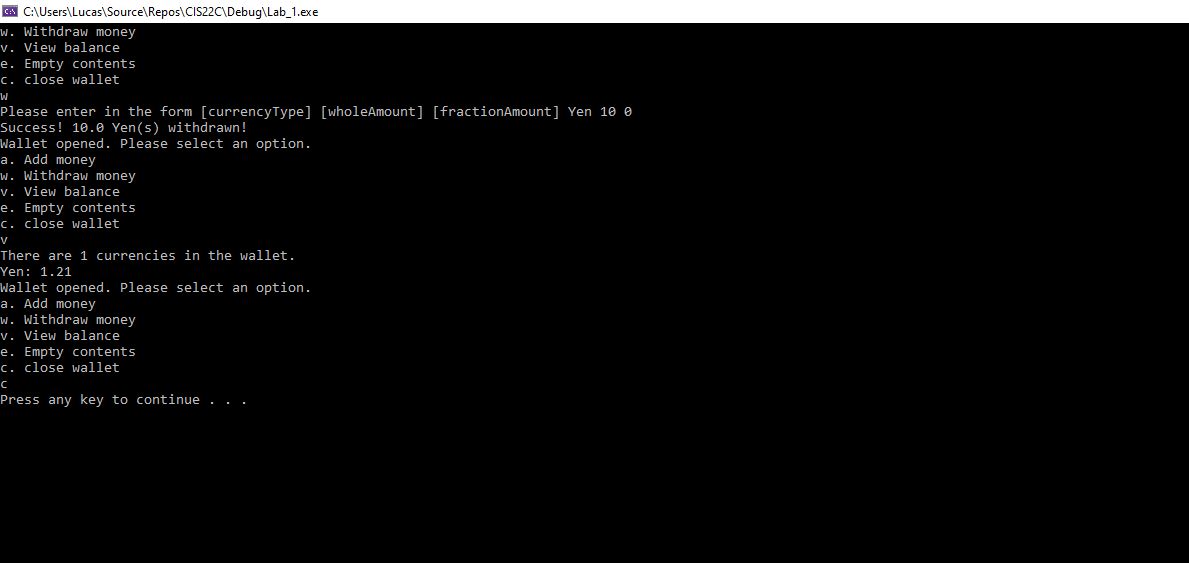 C:\Users\Lucas\Source\Repos\CIS22C\Debug\Lab_1.exe
w. Withdraw money
v. View balance
e. Empty contents
c. close wallet
w
Please enter in the form [currencyType] [wholeAmount] [fractionAmount] Yen 10 0
Success! 10.0 Yen(s) withdrawn!
Wallet opened. Please select an option.
a. Add money
w. Withdraw money
v. View balance
e. Empty contents
c. close wallet
v
There are 1 currencies in the wallet.
Yen: 1.21
Wallet opened. Please select an option.
a. Add money
w. Withdraw money
v. View balance
e. Empty contents
c. close wallet
c
Press any key to continue . . .